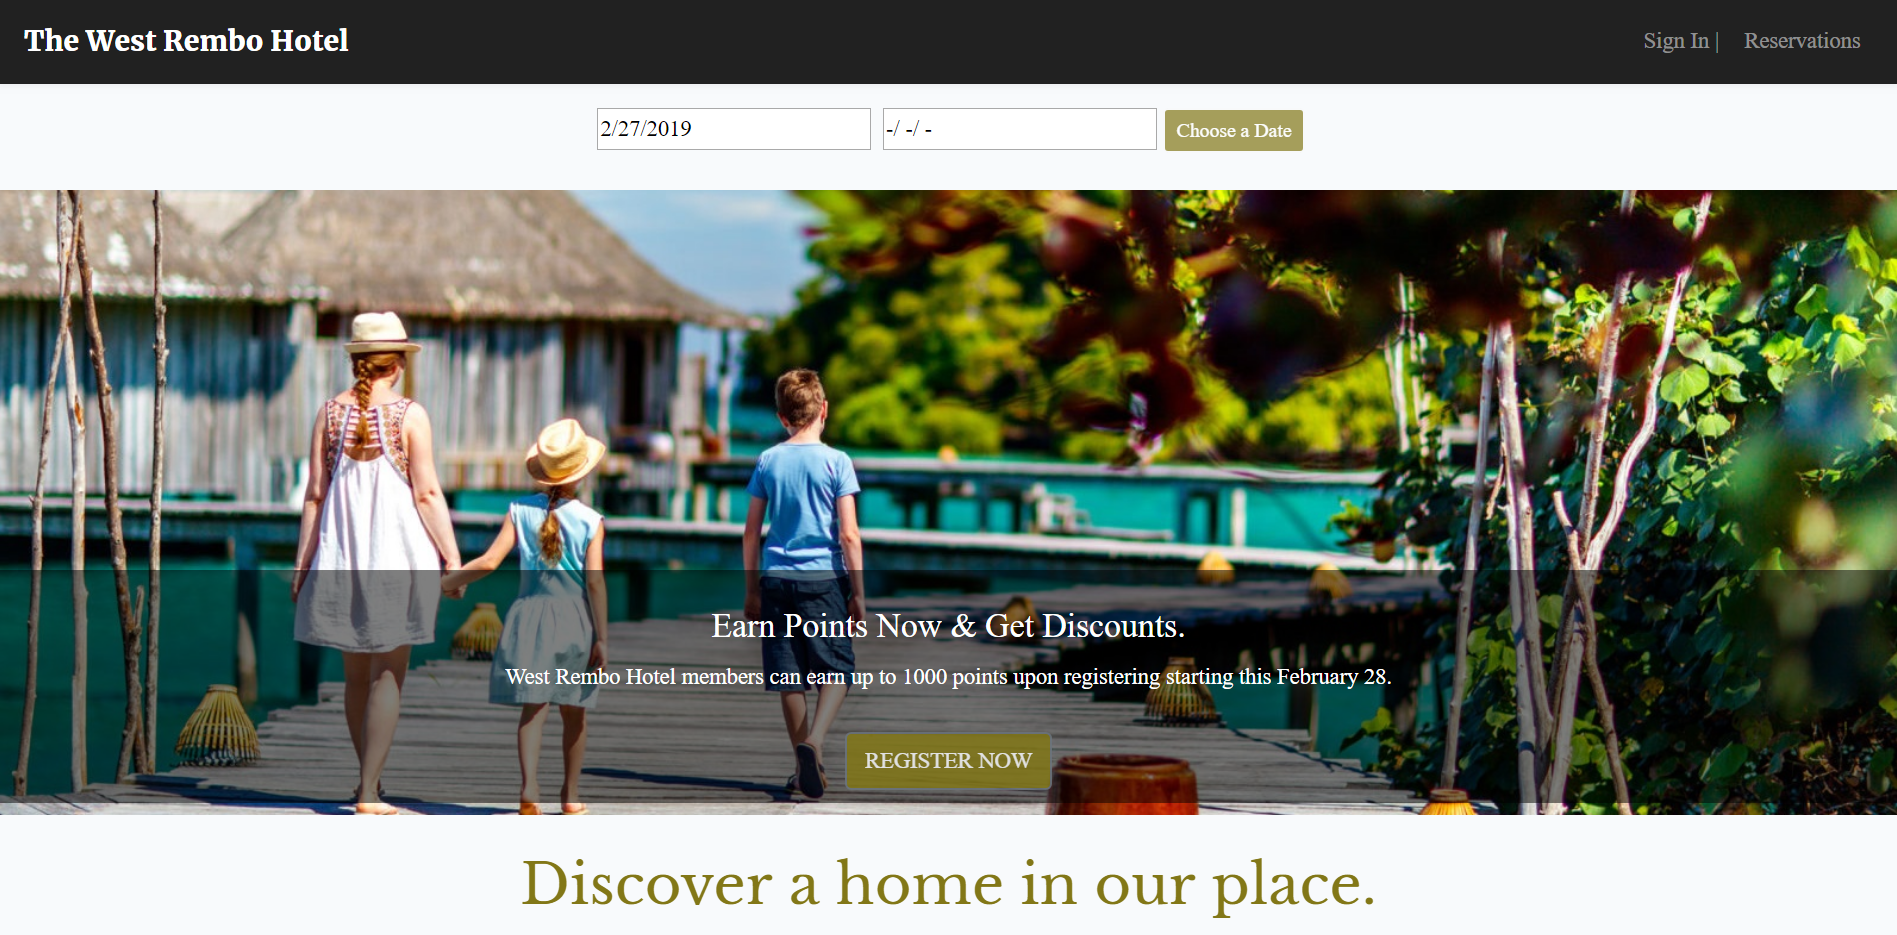 The West Rembo Hotel
Sign In | Reservations
2/27/2019 -/ -/ - Choose a Date
Earn Points Now & Get Discounts.
West Rembo Hotel members can earn up to 1000 points upon registering starting this February 28.
REGISTER NOW
Discover a home in our place.